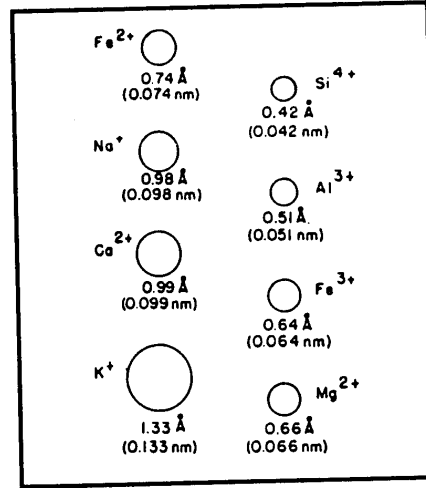 Fe2+
0.74 Å
(0.074 nm)
Na+
0.98 Å
(0.098 nm)
Ca2+
0.99 Å
(0.099 nm)
K+
1.33 Å
(0.133 nm)
Si4+
0.42 Å
(0.042 nm)
Al3+
0.51 Å.
(0.051 nm)
Fe3+
0.64 Å
(0.064 nm)
Mg2+
0.66 Å
(0.066 nm)